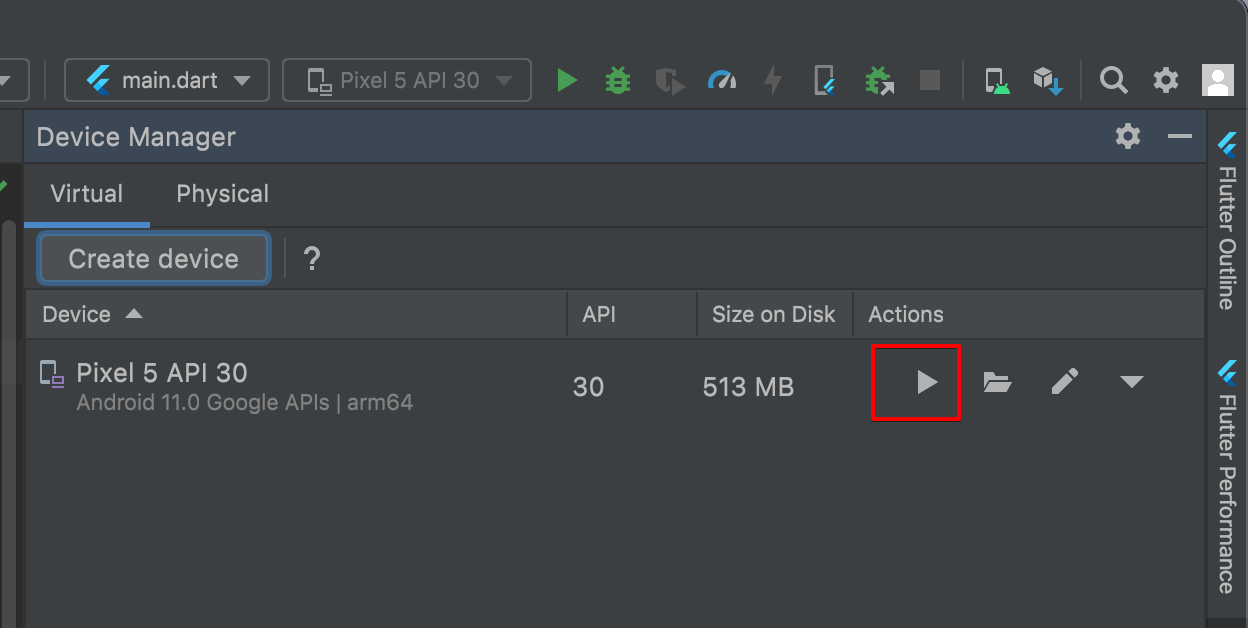 main.dart
Pixel 5 API 30
Device Manager
Virtual
Physical
Create device
?
Device
API
Size on Disk
Actions
Pixel 5 API 30
Android 11.0 Google APIs | arm64
30
513 MB
Flutter Outline
Flutter Performance